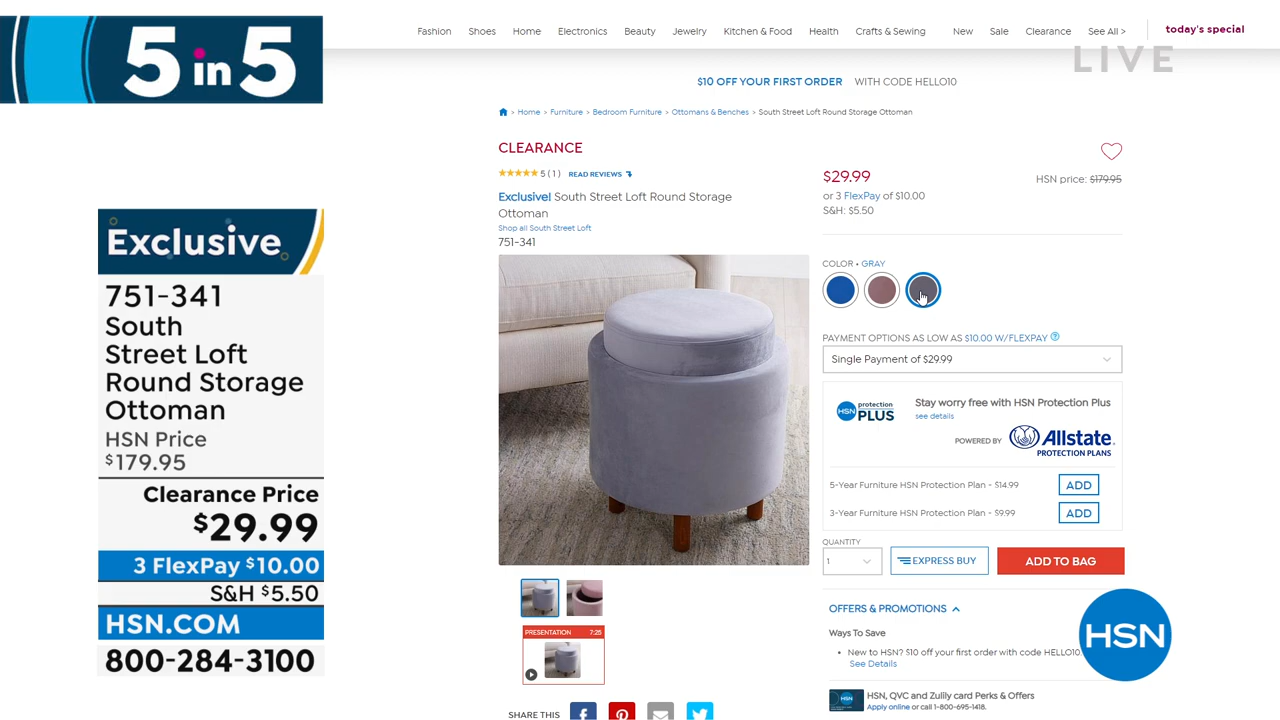 5 in 5
Fashion Shoes Home Electronics Beauty Jewelry Kitchen & Food Health Crafts & Sewing New Sale Clearance See All > today's special
LIVE
$10 OFF YOUR FIRST ORDER WITH CODE HELLO10
> Home > Furniture > Bedroom Furniture > Ottomans & Benches > South Street Loft Round Storage Ottoman
CLEARANCE
5 ( 1 ) READ REVIEWS
Exclusive! South Street Loft Round Storage
Ottoman
Shop all South Street Loft
751-341
$29.99
HSN price: $179.95
or 3 FlexPay of $10.00
S&H: $5.50
COLOR • GRAY
PAYMENT OPTIONS AS LOW AS $10.00 W/FLEXPAY ?
Single Payment of $29.99
HSN protection PLUS
Stay worry free with HSN Protection Plus
see details
POWERED BY Allstate.
PROTECTION PLANS
5-Year Furniture HSN Protection Plan - $14.99 ADD
3-Year Furniture HSN Protection Plan - $9.99 ADD
QUANTITY
1 EXPRESS BUY ADD TO BAG
OFFERS & PROMOTIONS
Ways To Save
• New to HSN? $10 off your first order with code HELLO10
See Details
HSN
HSN, QVC and Zulily card Perks & Offers
Apply online or call 1-800-695-1418.
PRESENTATION 7:25
SHARE THIS
Exclusive
751-341
South
Street Loft
Round Storage
Ottoman
HSN Price
$179.95
Clearance Price
$29.99
3 FlexPay $10.00
S&H $5.50
HSN.COM
800-284-3100